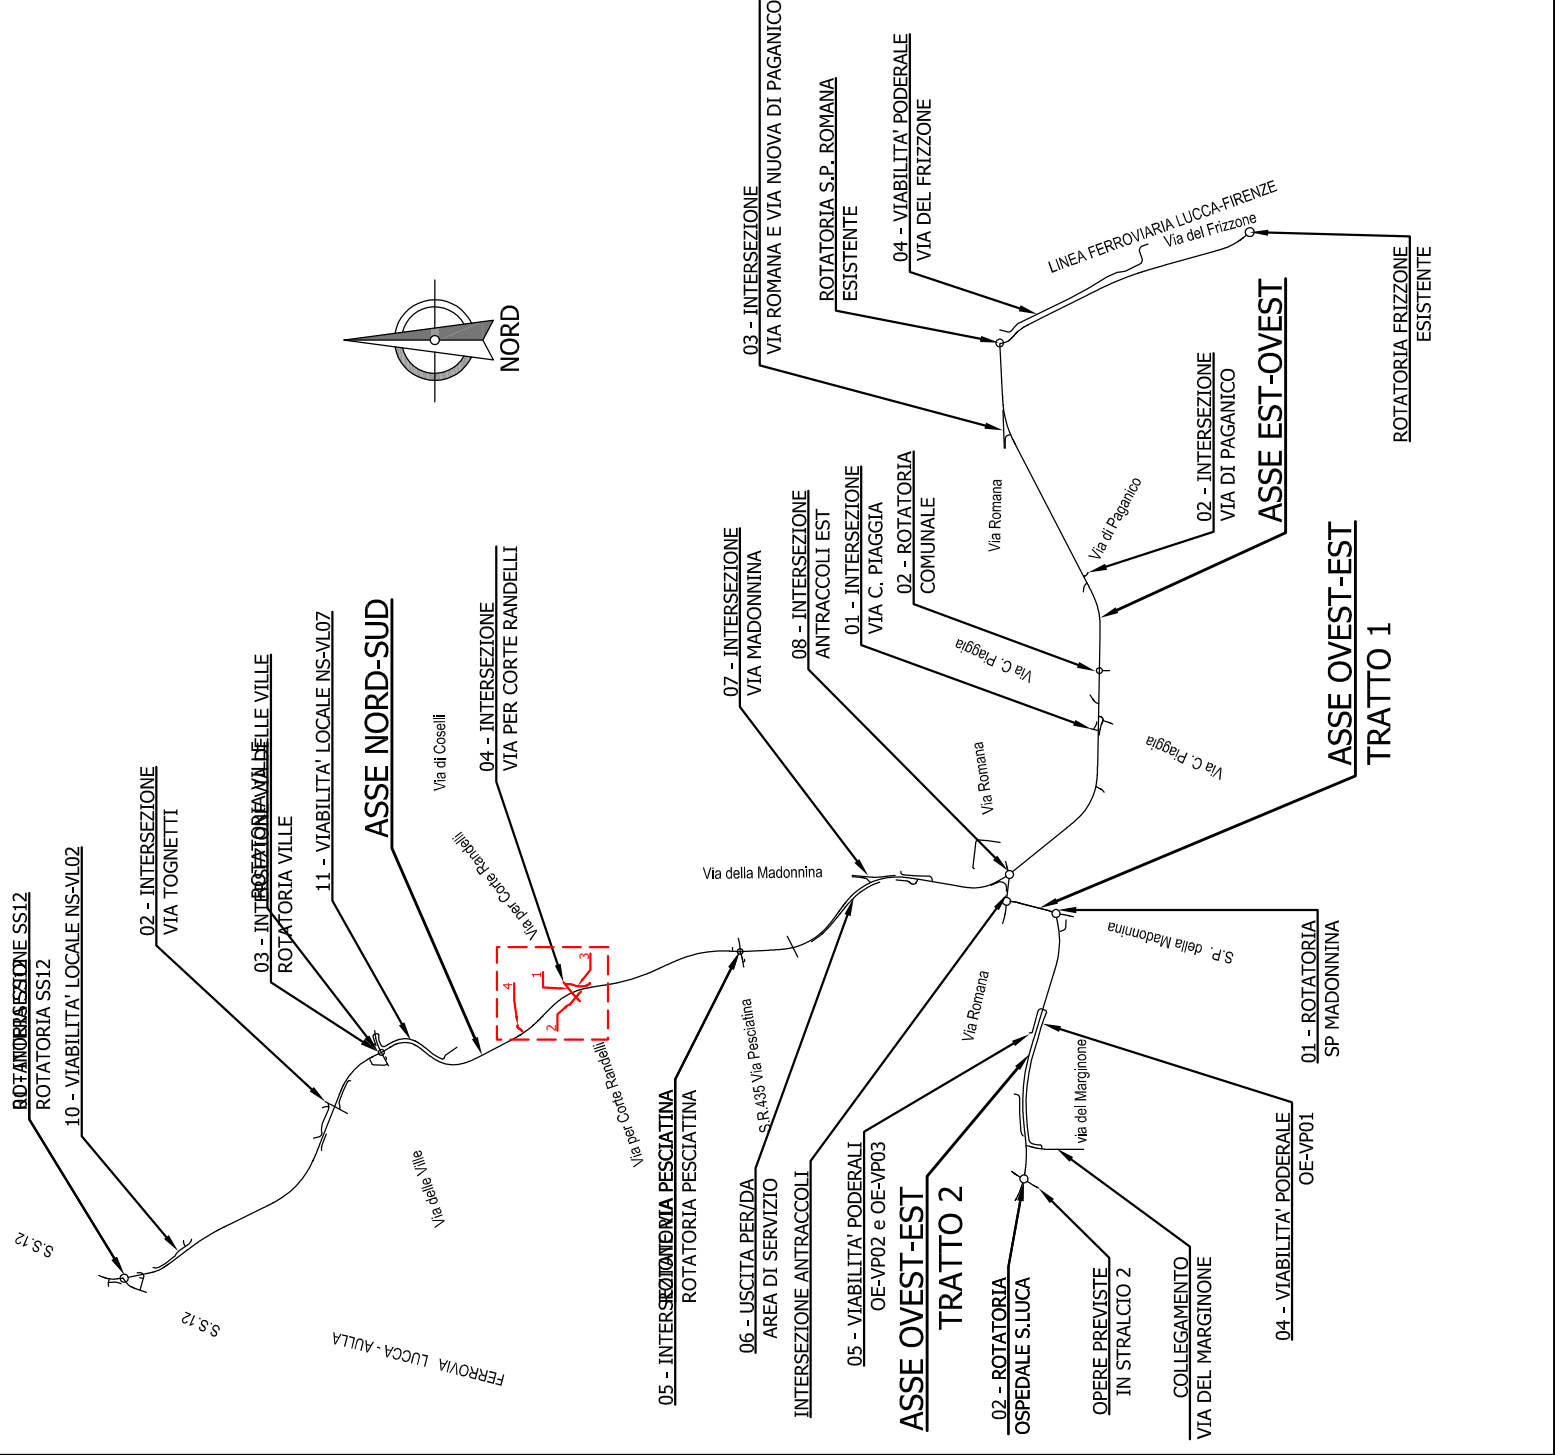 ROTATORIA SS12
10 - VIABILITA' LOCALE NS-VL02
02 - INTERSEZIONE
VIA TOGNETTI
ROTATORIA VILLE
11 - VIABILITA' LOCALE NS-VL07
ASSE NORD-SUD
Via di Coselli
04 - INTERSEZIONE
VIA PER CORTE RANDELLI
Via per Corte Randelli
NORD
S.S.12
S.S.12
FERROVIA LUCCA - AULLA
Via delle Ville
1
2
3
4
Via per Corte Randelli
05 - INTERSEZIONE VIA PESCIATINA
ROTATORIA PESCIATINA
S.R.435 Via Pesciatina
Via della Madonnina
07 - INTERSEZIONE
VIA MADONNINA
08 - INTERSEZIONE
ANTRACCOLI EST
01 - INTERSEZIONE
VIA C. PIAGGIA
02 - ROTATORIA
COMUNALE
03 - INTERSEZIONE
VIA ROMANA E VIA NUOVA DI PAGANICO
ROTATORIA S.P. ROMANA
ESISTENTE
04 - VIABILITA' PODERALE
VIA DEL FRIZZONE
LINEA FERROVIARIA LUCCA-FIRENZE
Via del Frizzone
ROTATORIA FRIZZONE
ESISTENTE
02 - INTERSEZIONE
VIA DI PAGANICO
ASSE EST-OVEST
Via Romana
Via di Paganico
Via C. Piaggia
Via C. Piaggia
Via Romana
ASSE OVEST-EST
TRATTO 1
S.P. della Madonnina
01 - ROTATORIA
SP MADONNINA
Via Romana
via del Marginone
06 - USCITA PER/DA
AREA DI SERVIZIO
INTERSEZIONE ANTRACCOLI
05 - VIABILITA' PODERALI
OE-VP02 e OE-VP03
ASSE OVEST-EST
TRATTO 2
02 - ROTATORIA
OSPEDALE S.LUCA
OPERE PREVISTE
IN STRALCIO 2
COLLEGAMENTO
VIA DEL MARGINONE
04 - VIABILITA' PODERALE
OE-VP01